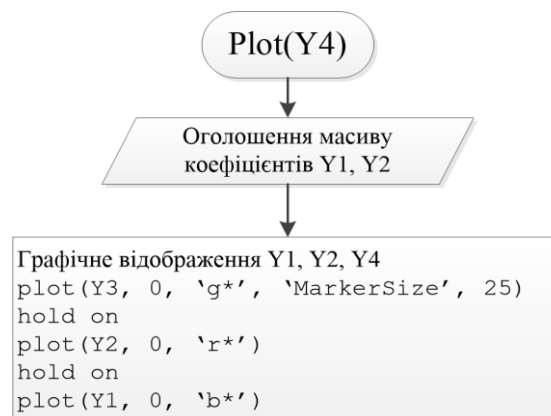 Plot(Y4)
Оголошення масиву
коефіцієнтів Y1, Y2
Графічне відображення Y1, Y2, Y4
plot(Y3, 0, ‘g*’, ‘MarkerSize’, 25)
hold on
plot(Y2, 0, ‘r*’)
hold on
plot(Y1, 0, ‘b*’)